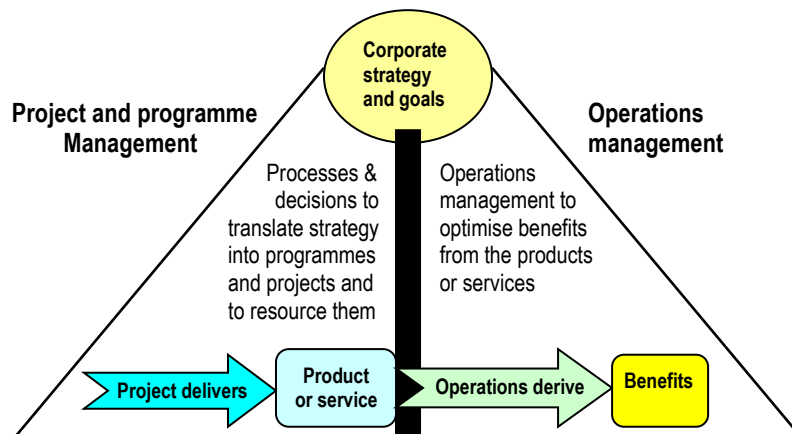 Corporate
strategy
and goals
Project and programme
Management
Operations
management
Processes &
decisions to
translate strategy
into programmes
and projects and
to resource them
Operations
management to
optimise benefits
from the products
or services
Project delivers
Product
or service
Operations derive
Benefits